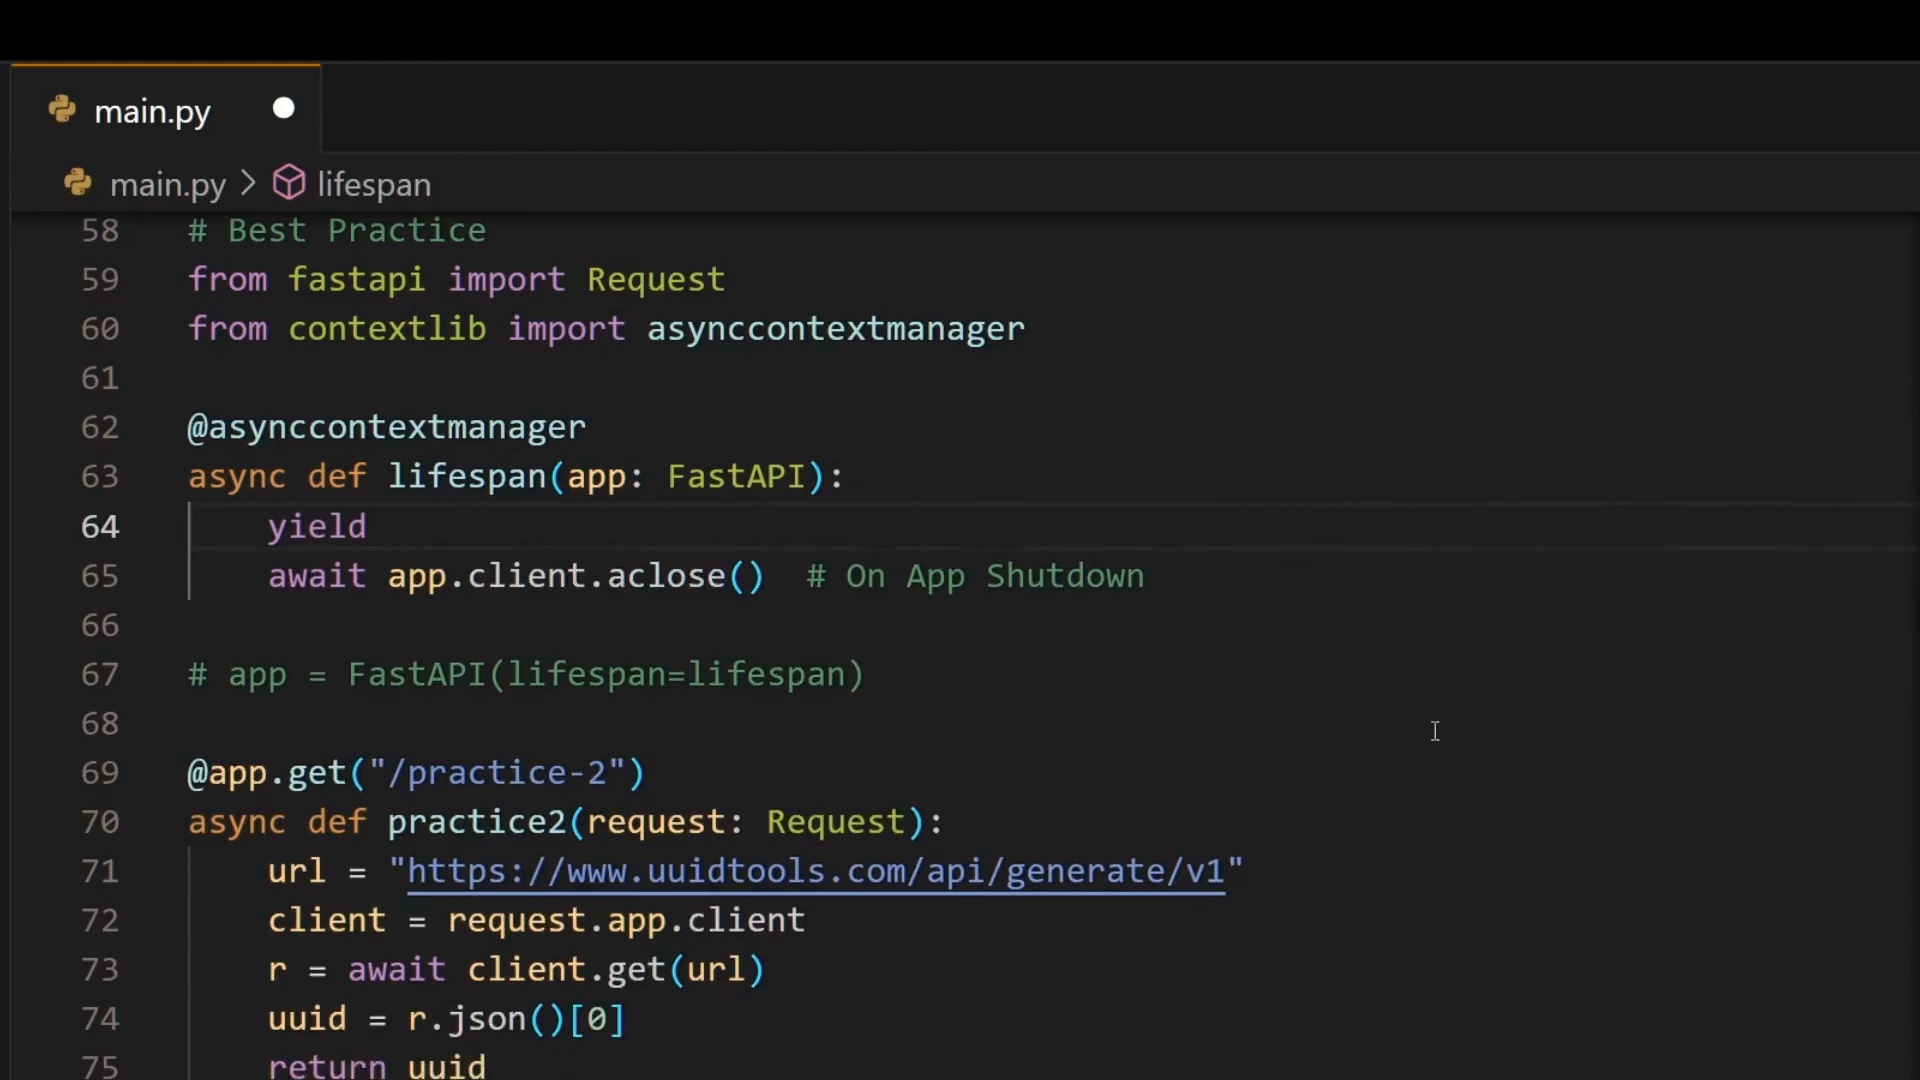 main.py
main.py > lifespan
58 # Best Practice
59 from fastapi import Request
60 from contextlib import asynccontextmanager
61
62 @asynccontextmanager
63 async def lifespan(app: FastAPI):
64     yield
65     await app.client.aclose()  # On App Shutdown
66
67 # app = FastAPI(lifespan=lifespan)
68
69 @app.get("/practice-2")
70 async def practice2(request: Request):
71     url = "https://www.uuidtools.com/api/generate/v1"
72     client = request.app.client
73     r = await client.get(url)
74     uuid = r.json()[0]
75     return uuid